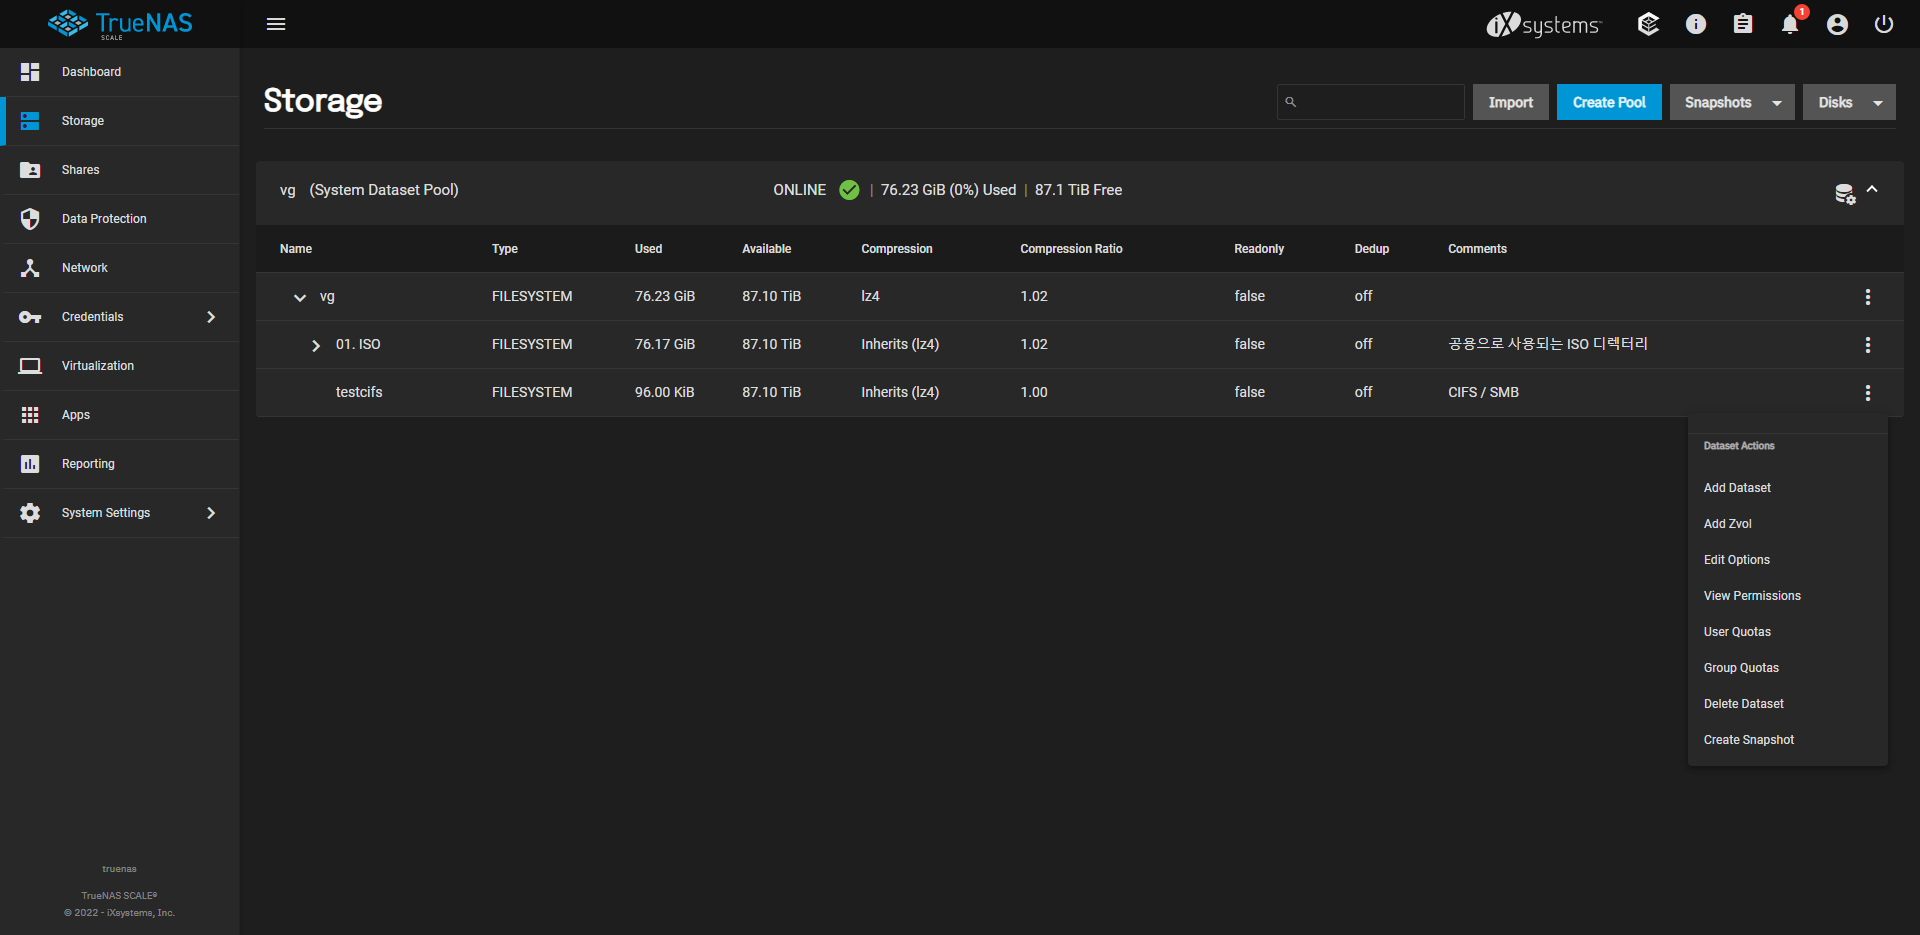 TrueNAS
SCALE
iXsystems™
1
Dashboard
Storage
Shares
Data Protection
Network
Credentials
Virtualization
Apps
Reporting
System Settings
truenas
TrueNAS SCALE®
© 2022 - iXsystems, Inc.
Storage
Import
Create Pool
Snapshots
Disks
vg (System Dataset Pool) ONLINE | 76.23 GiB (0%) Used | 87.1 TiB Free
Name Type Used Available Compression Compression Ratio Readonly Dedup Comments
vg FILESYSTEM 76.23 GiB 87.10 TiB lz4 1.02 false off
01. ISO FILESYSTEM 76.17 GiB 87.10 TiB Inherits (lz4) 1.02 false off 공용으로 사용되는 ISO 디렉터리
testcifs FILESYSTEM 96.00 KiB 87.10 TiB Inherits (lz4) 1.00 false off CIFS / SMB
Dataset Actions
Add Dataset
Add Zvol
Edit Options
View Permissions
User Quotas
Group Quotas
Delete Dataset
Create Snapshot